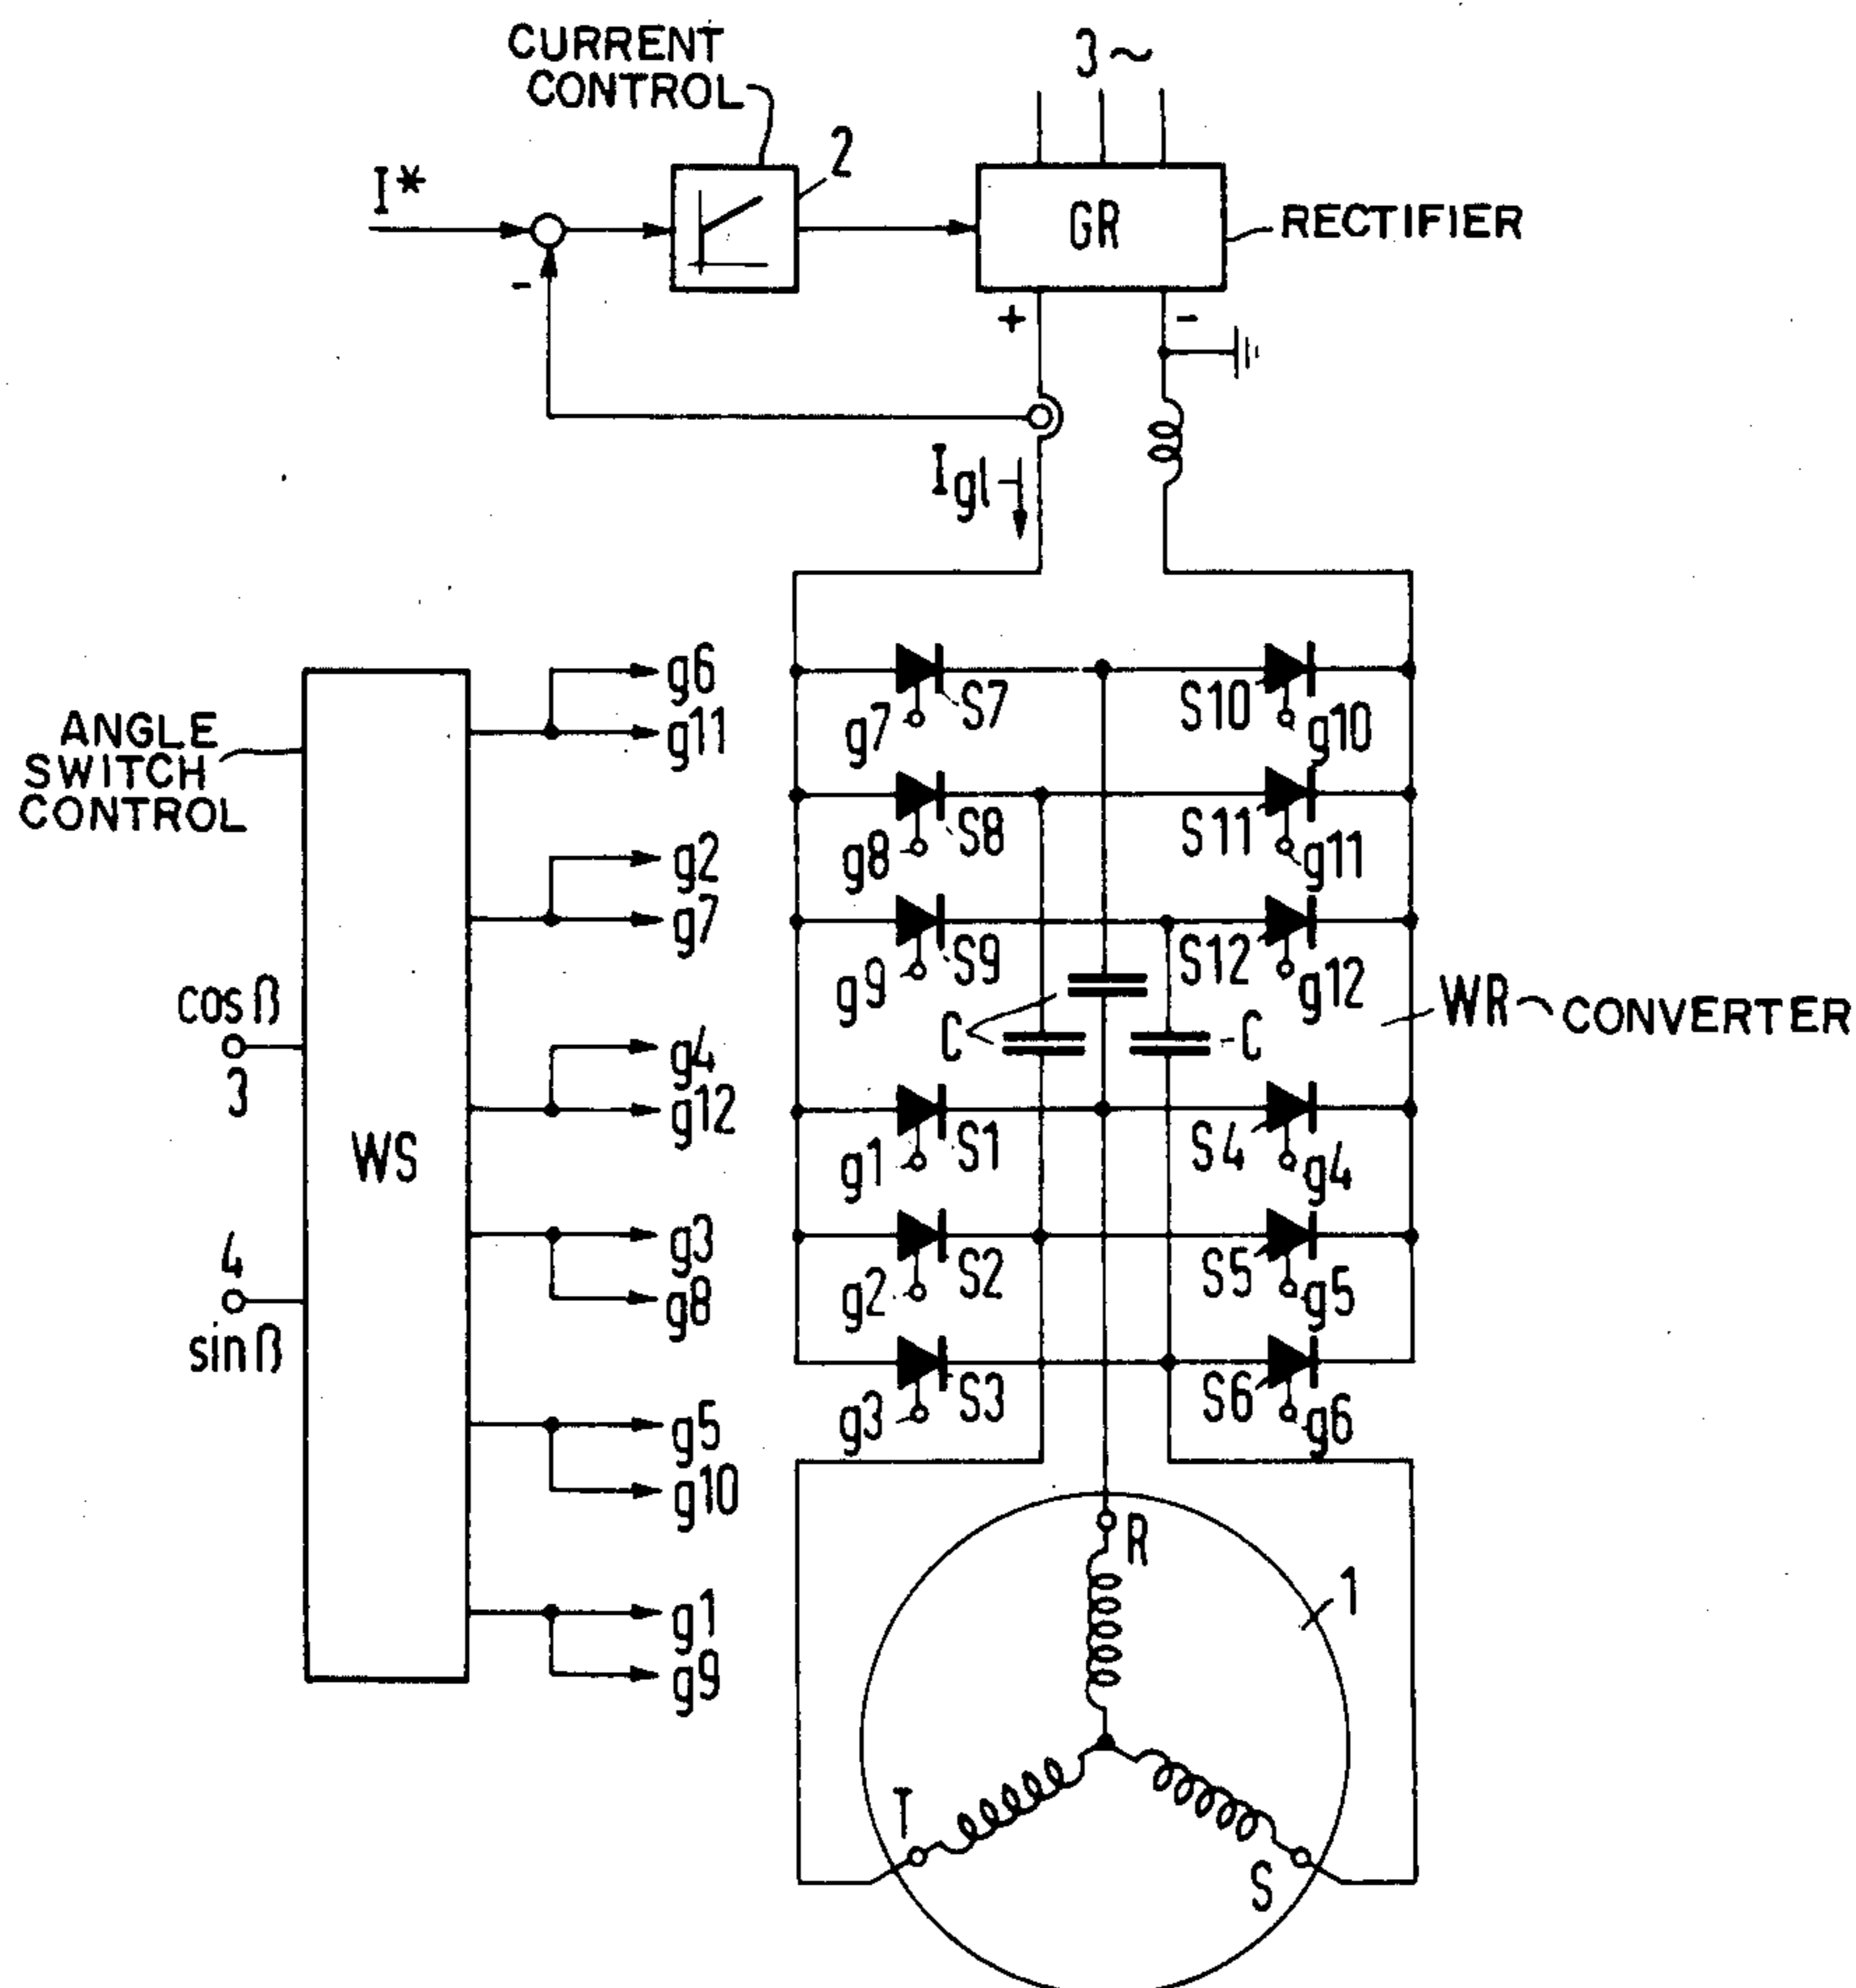 CURRENT
CONTROL
3~
2
I*
GR
RECTIFIER
-
+
-
Igl
g6
g11
g7
S7
S10
g10
ANGLE
SWITCH
CONTROL
g8
S8
S11
g11
g2
g7
g9
S9
S12
g12
cosβ
3
WR
CONVERTER
C
C
g4
g12
WS
g1
S1
S4
g4
4
sinβ
g3
g8
g2
S2
S5
g5
g3
S3
S6
g6
g5
g10
R
1
g1
g9
T
S